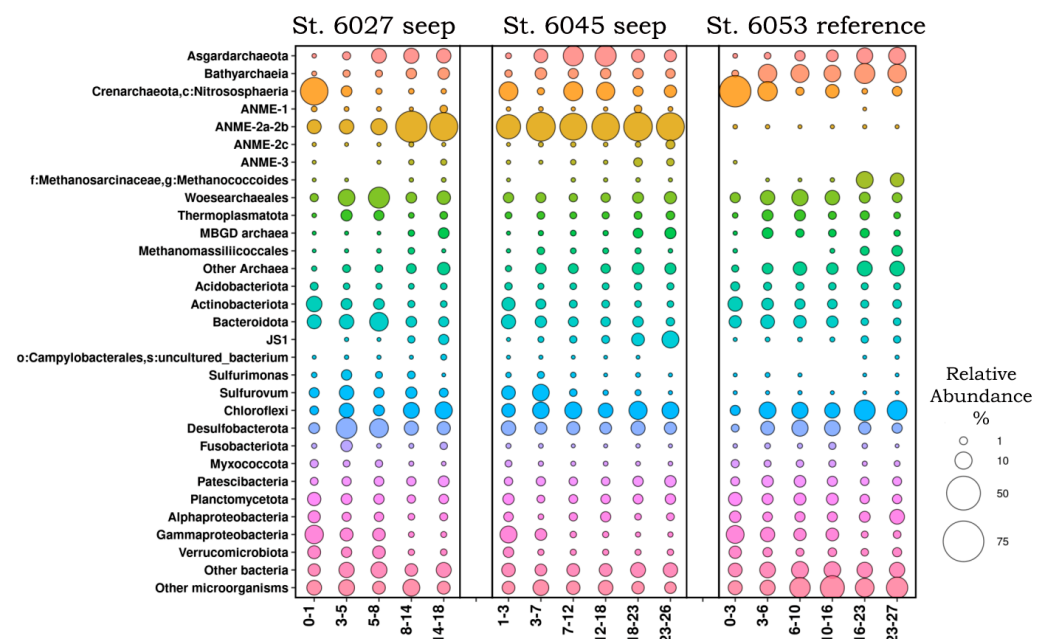 St. 6027 seep St. 6045 seep St. 6053 reference
Asgardarchaeota
Bathyarchaeia
Crenarchaeota,c:Nitrososphaeria
ANME-1
ANME-2a-2b
ANME-2c
ANME-3
f:Methanosarcinaceae,g:Methanococcoides
Woesearchaeales
Thermoplasmatota
MBGD archaea
Methanomassiliicoccales
Other Archaea
Acidobacteriota
Actinobacteriota
Bacteroidota
JS1
o:Campylobacterales,s:uncultured_bacterium
Sulfurimonas
Sulfurovum
Chloroflexi
Desulfobacterota
Fusobacteriota
Myxococcota
Patescibacteria
Planctomycetota
Alphaproteobacteria
Gammaproteobacteria
Verrucomicrobiota
Other bacteria
Other microorganisms
0-1 3-5 5-8 8-14 14-18 1-3 3-7 7-12 12-18 18-23 23-26 0-3 3-6 6-10 10-16 16-23 23-27
Relative
Abundance
%
1
10
50
75